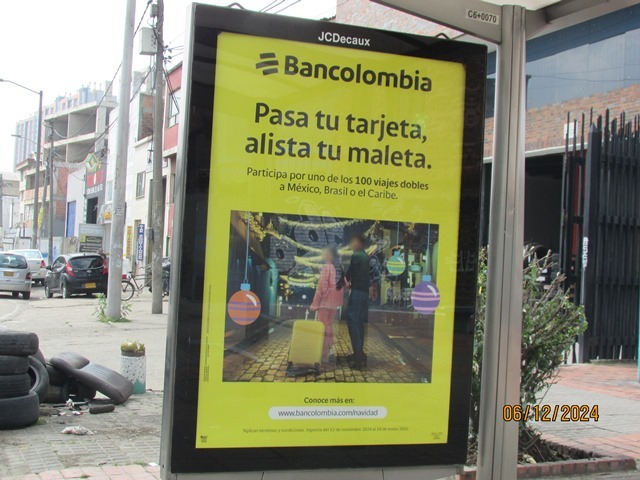 C6+0070
JCDecaux
Bancolombia
Pasa tu tarjeta,
alista tu maleta.
Participa por uno de los 100 viajes dobles
a México, Brasil o el Caribe.
Conoce más en:
www.bancolombia.com/navidad
06/12/2024